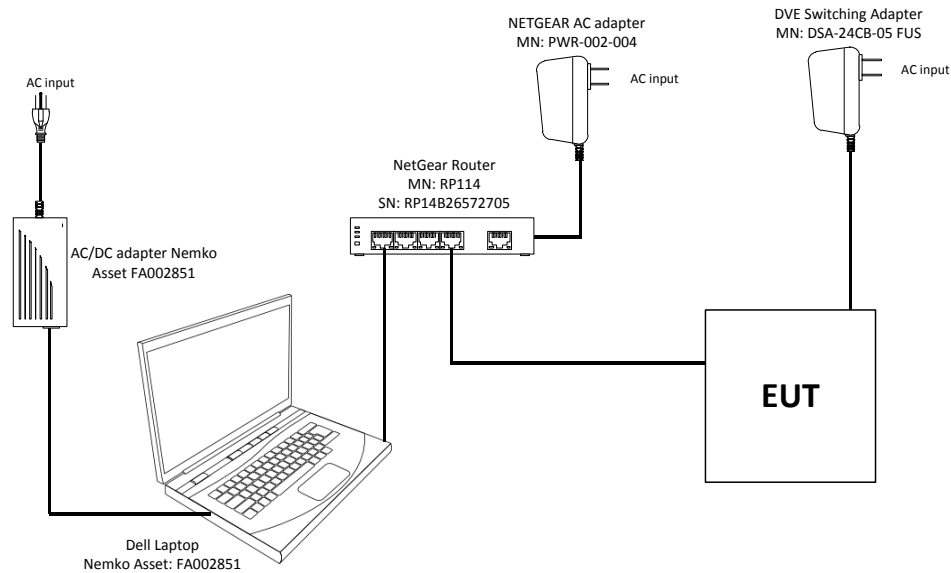 NETGEAR AC adapter
MN: PWR-002-004
AC input
DVE Switching Adapter
MN: DSA-24CB-05 FUS
AC input
AC input
NetGear Router
MN: RP114
SN: RP14B26572705
AC/DC adapter Nemko
Asset FA002851
EUT
Dell Laptop
Nemko Asset: FA002851